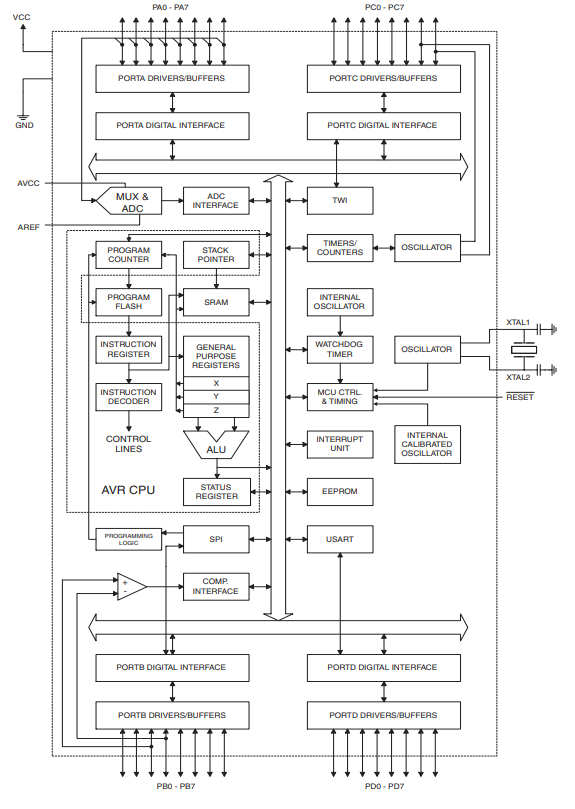 PA0 - PA7
PC0 - PC7
VCC
PORTA DRIVERS/BUFFERS
PORTC DRIVERS/BUFFERS
GND
PORTA DIGITAL INTERFACE
PORTC DIGITAL INTERFACE
AVCC
MUX &
ADC
ADC
INTERFACE
TWI
AREF
PROGRAM
COUNTER
STACK
POINTER
TIMERS/
COUNTERS
OSCILLATOR
PROGRAM
FLASH
SRAM
INTERNAL
OSCILLATOR
XTAL1
INSTRUCTION
REGISTER
GENERAL
PURPOSE
REGISTERS
WATCHDOG
TIMER
OSCILLATOR
XTAL2
X
Y
Z
INSTRUCTION
DECODER
MCU CTRL.
& TIMING
RESET
CONTROL
LINES
ALU
INTERRUPT
UNIT
INTERNAL
CALIBRATED
OSCILLATOR
AVR CPU
STATUS
REGISTER
EEPROM
PROGRAMMING
LOGIC
SPI
USART
+
-
COMP.
INTERFACE
PORTB DIGITAL INTERFACE
PORTD DIGITAL INTERFACE
PORTB DRIVERS/BUFFERS
PORTD DRIVERS/BUFFERS
PB0 - PB7
PD0 - PD7